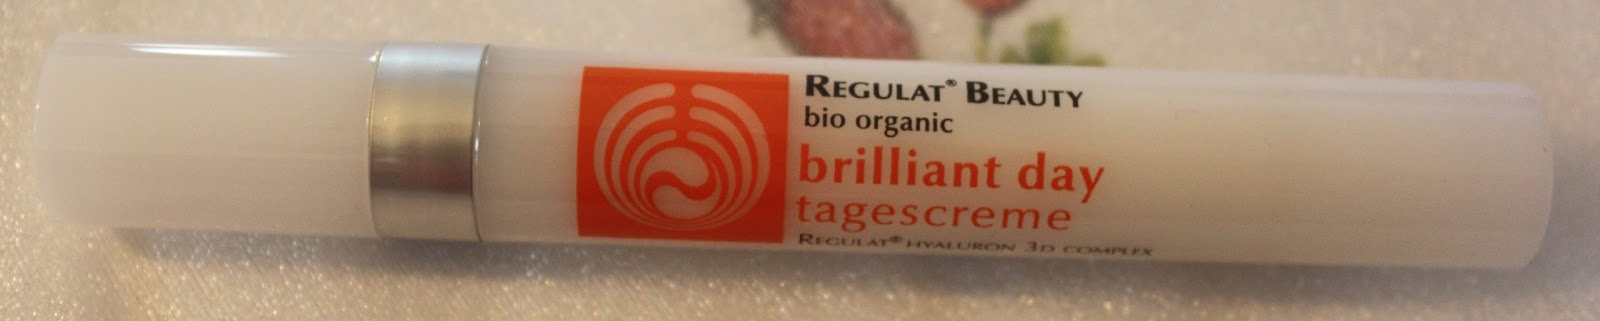 REGULAT® BEAUTY
bio organic
brilliant day
tagescreme
REGULAT® HYALURON 3D COMPLEX